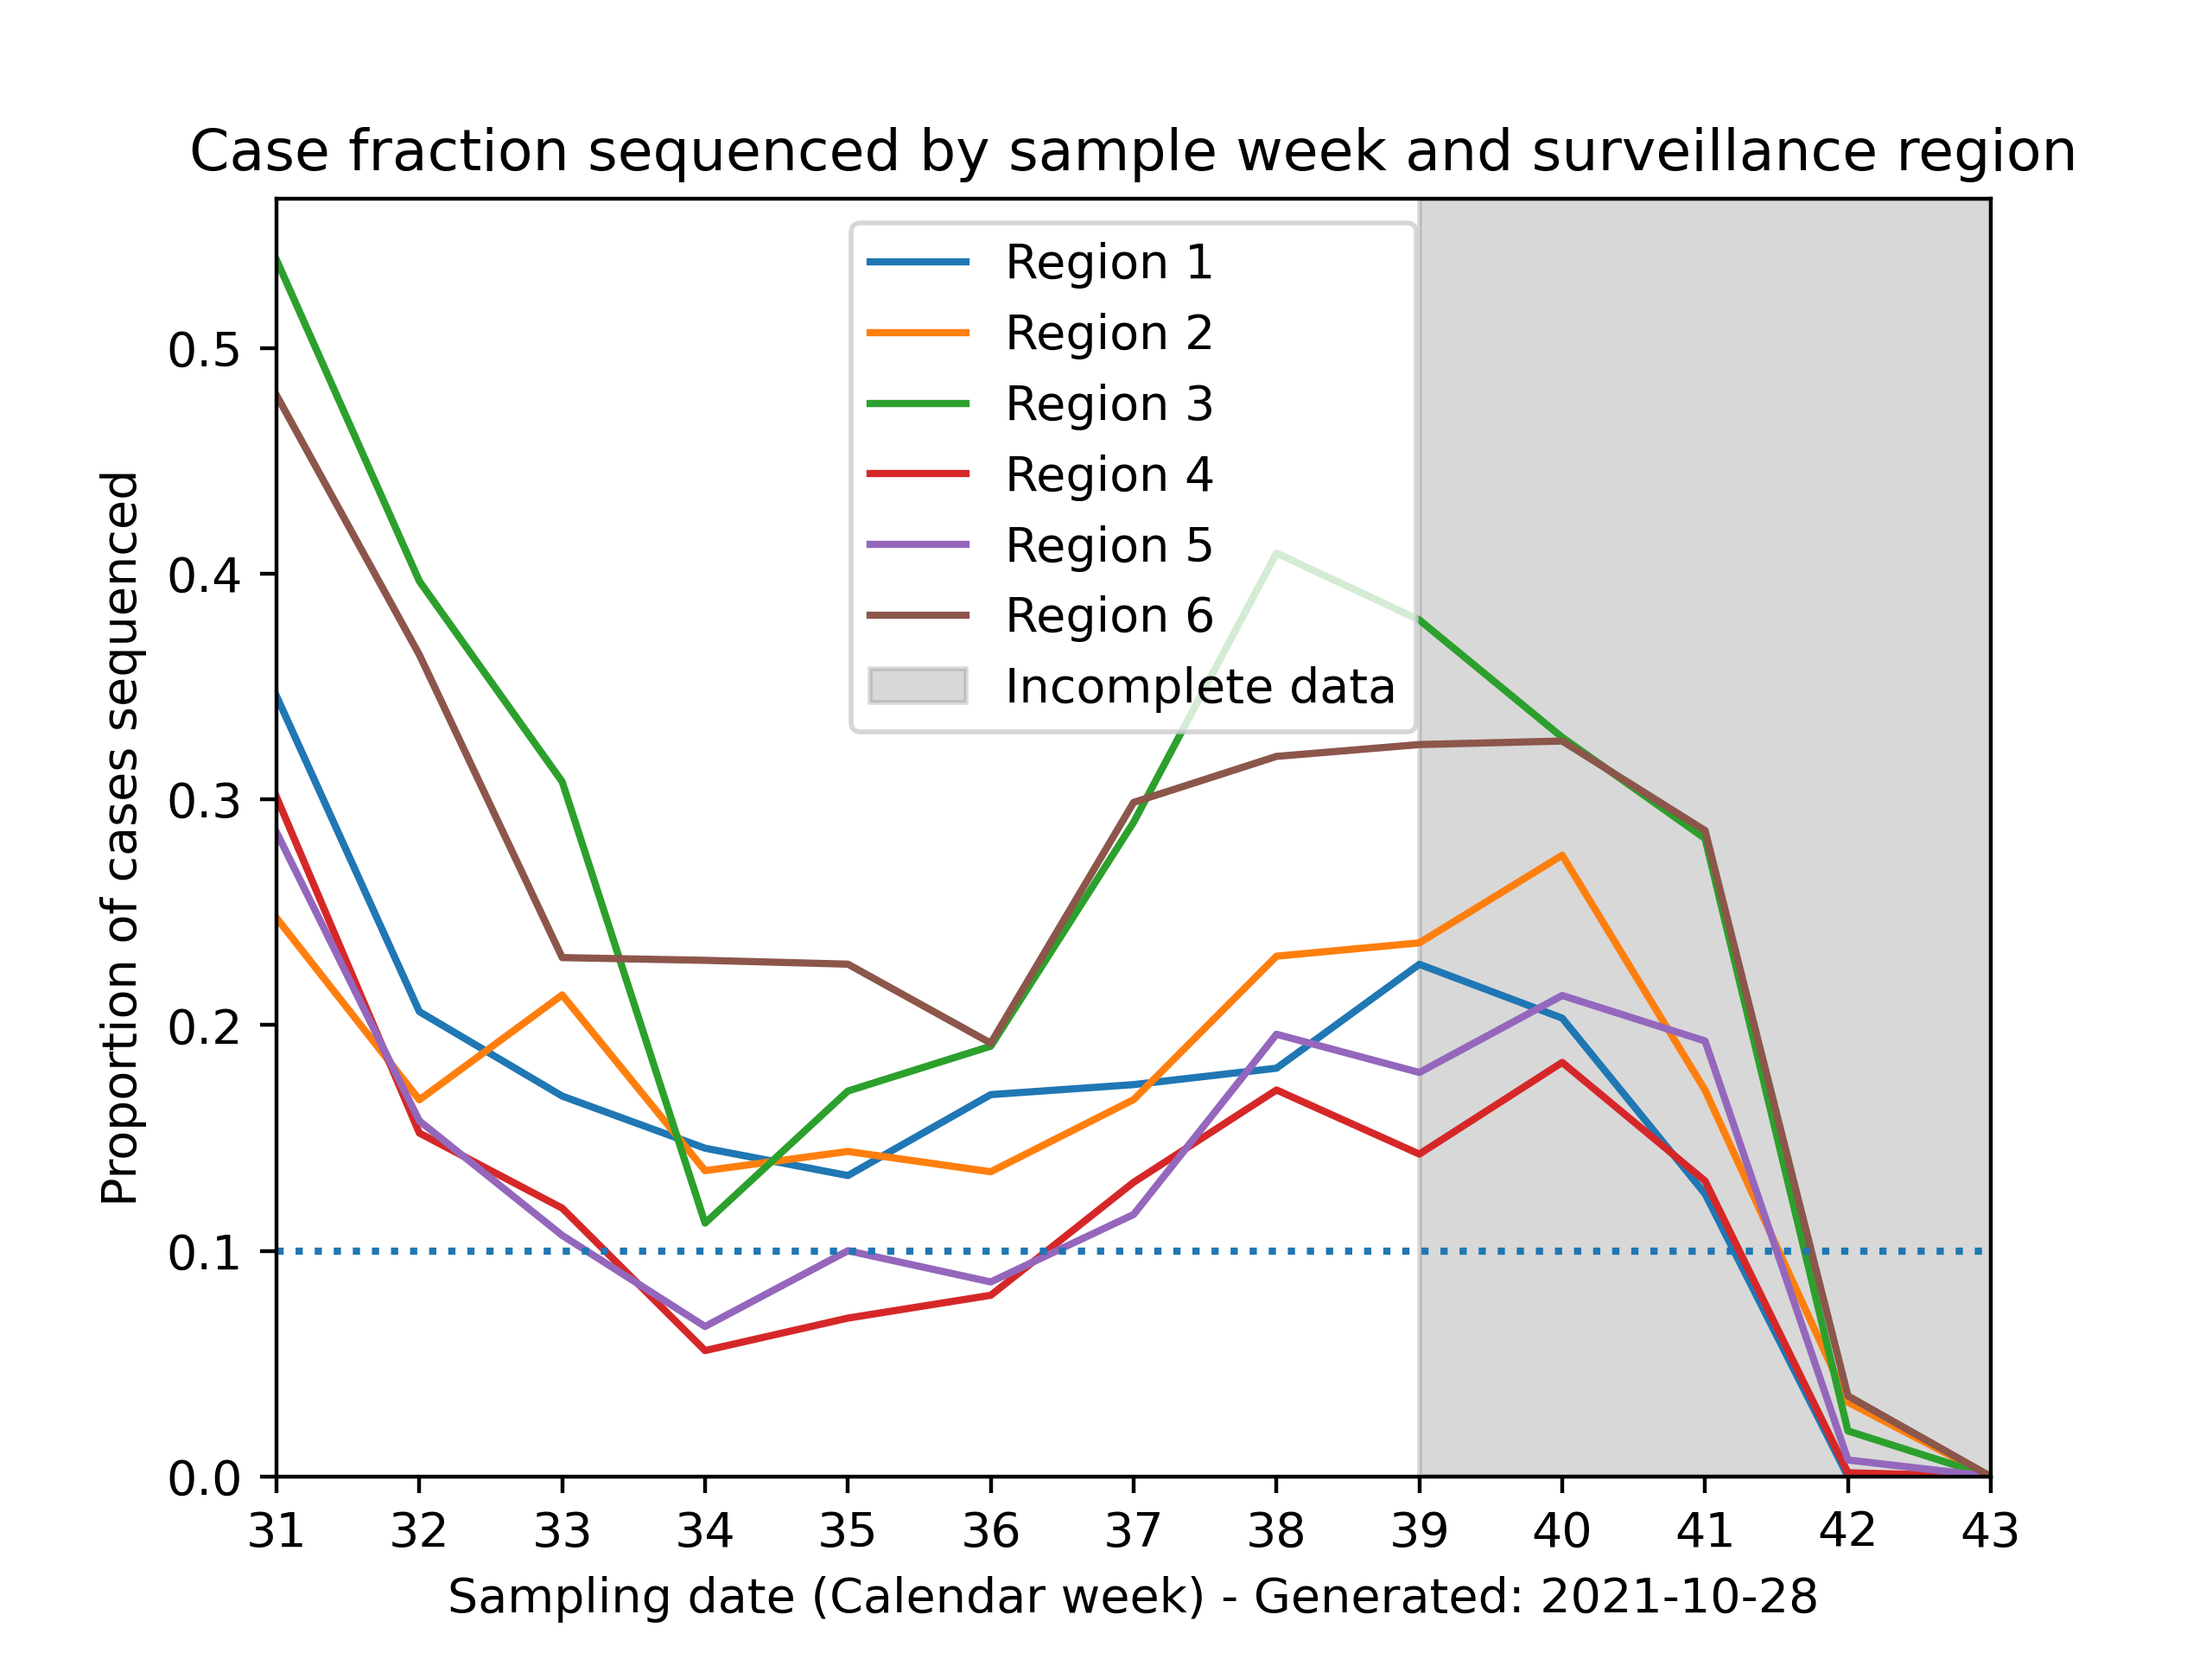 Case fraction sequenced by sample week and surveillance region
Proportion of cases sequenced
0.5
0.4
0.3
0.2
0.1
0.0
Region 1
Region 2
Region 3
Region 4
Region 5
Region 6
Incomplete data
31 32 33 34 35 36 37 38 39 40 41 42 43
Sampling date (Calendar week) - Generated: 2021-10-28